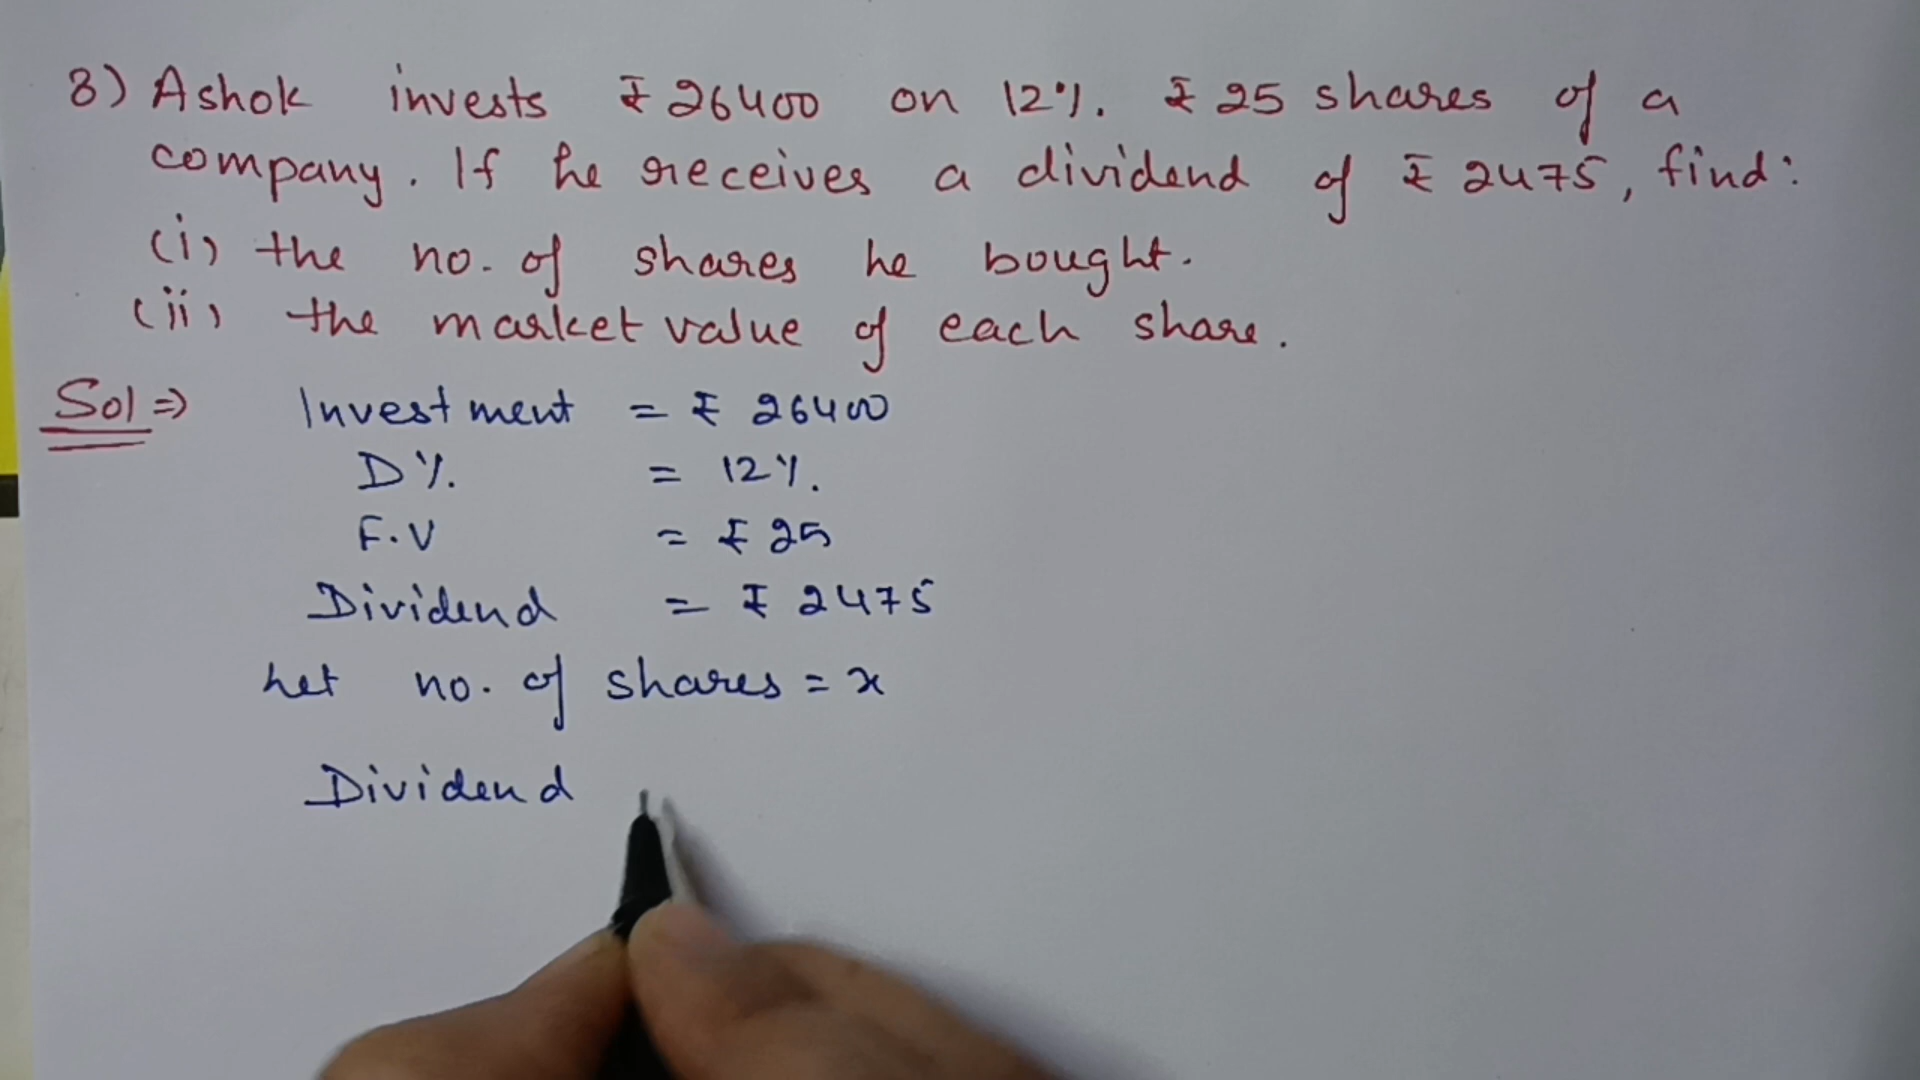 8) Ashok invests ₹ 26400 on 12%. ₹ 25 shares of a
company. If he receives a dividend of ₹ 2475, find:
(i) the no. of shares he bought.
(ii) the market value of each share.
Sol ⇒ Investment = ₹ 26400
D% = 12%.
F.V = ₹ 25
Dividend = ₹ 2475
Let no. of shares = x
Dividend